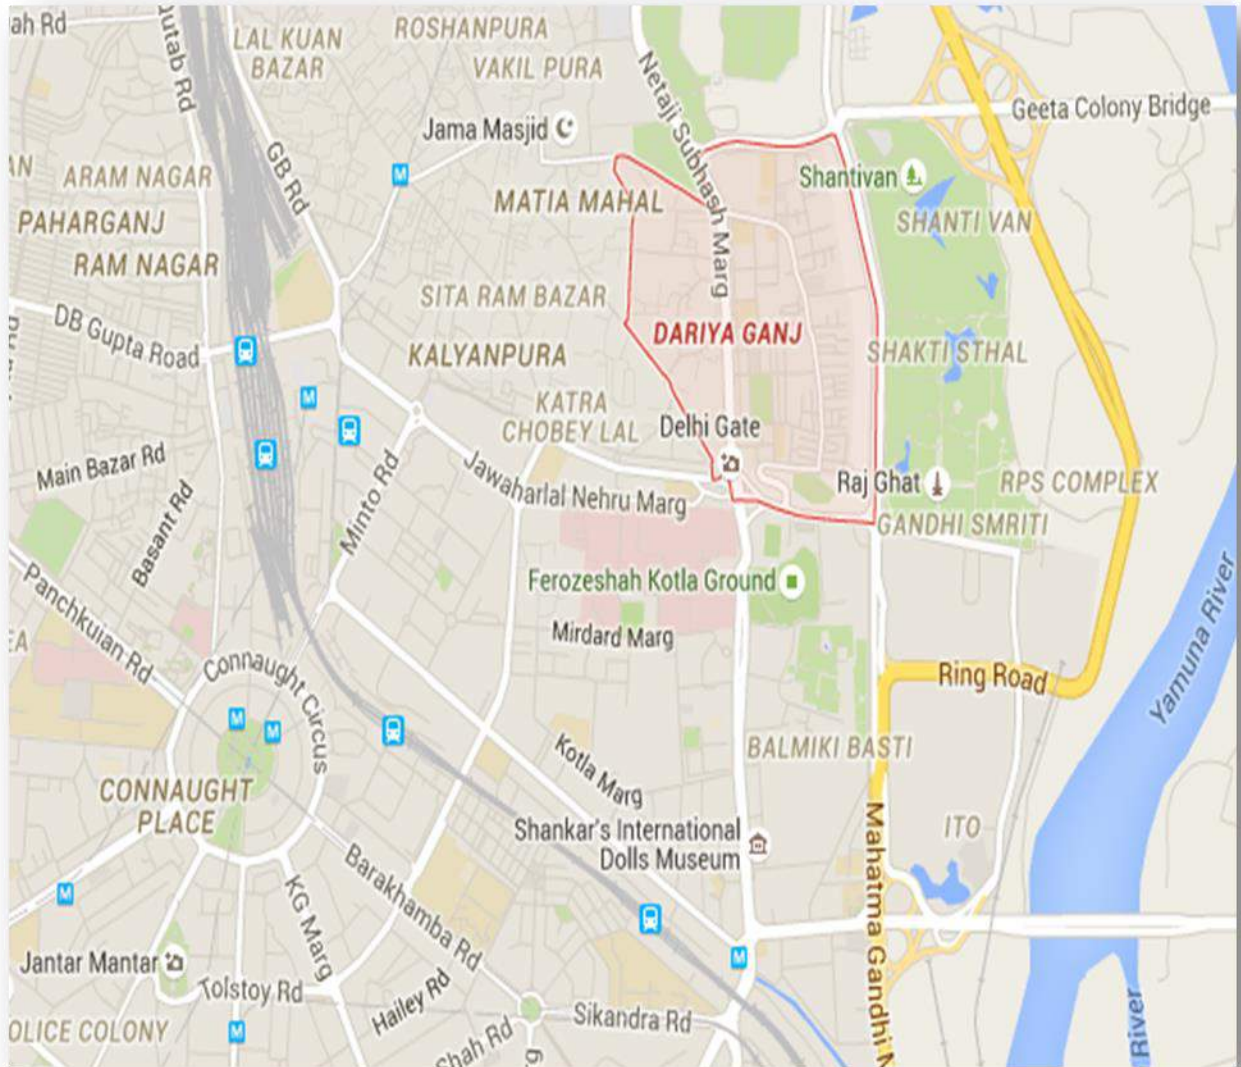 ah Rd
utab Rd
LAL KUAN
BAZAR
ROSHANPURA
VAKIL PURA
Netaji Subhash Marg
Geeta Colony Bridge
Jama Masjid
GB Rd
AN
ARAM NAGAR
Shantivan
MATIA MAHAL
PAHARGANJ
SHANTI VAN
RAM NAGAR
SITA RAM BAZAR
DB Gupta Road
DARIYA GANJ
KALYANPURA
SHAKTI STHAL
KATRA
CHOBEY LAL
Delhi Gate
Main Bazar Rd
Minto Rd
Jawaharlal Nehru Marg
Raj Ghat
RPS COMPLEX
Basant Rd
GANDHI SMRITI
Panchkuian Rd
Ferozeshah Kotla Ground
Mirdard Marg
EA
Connaught Circus
Ring Road
Yamuna River
M
M
M
M
M
M
M
BALMIKI BASTI
Kotla Marg
CONNAUGHT
PLACE
Shankar's International
Dolls Museum
ITO
Mahatma Gandhi
Barakhamba Rd
KG Marg
Jantar Mantar
Tolstoy Rd
Hailey Rd
Sikandra Rd
OLICE COLONY
Shah Rd
River